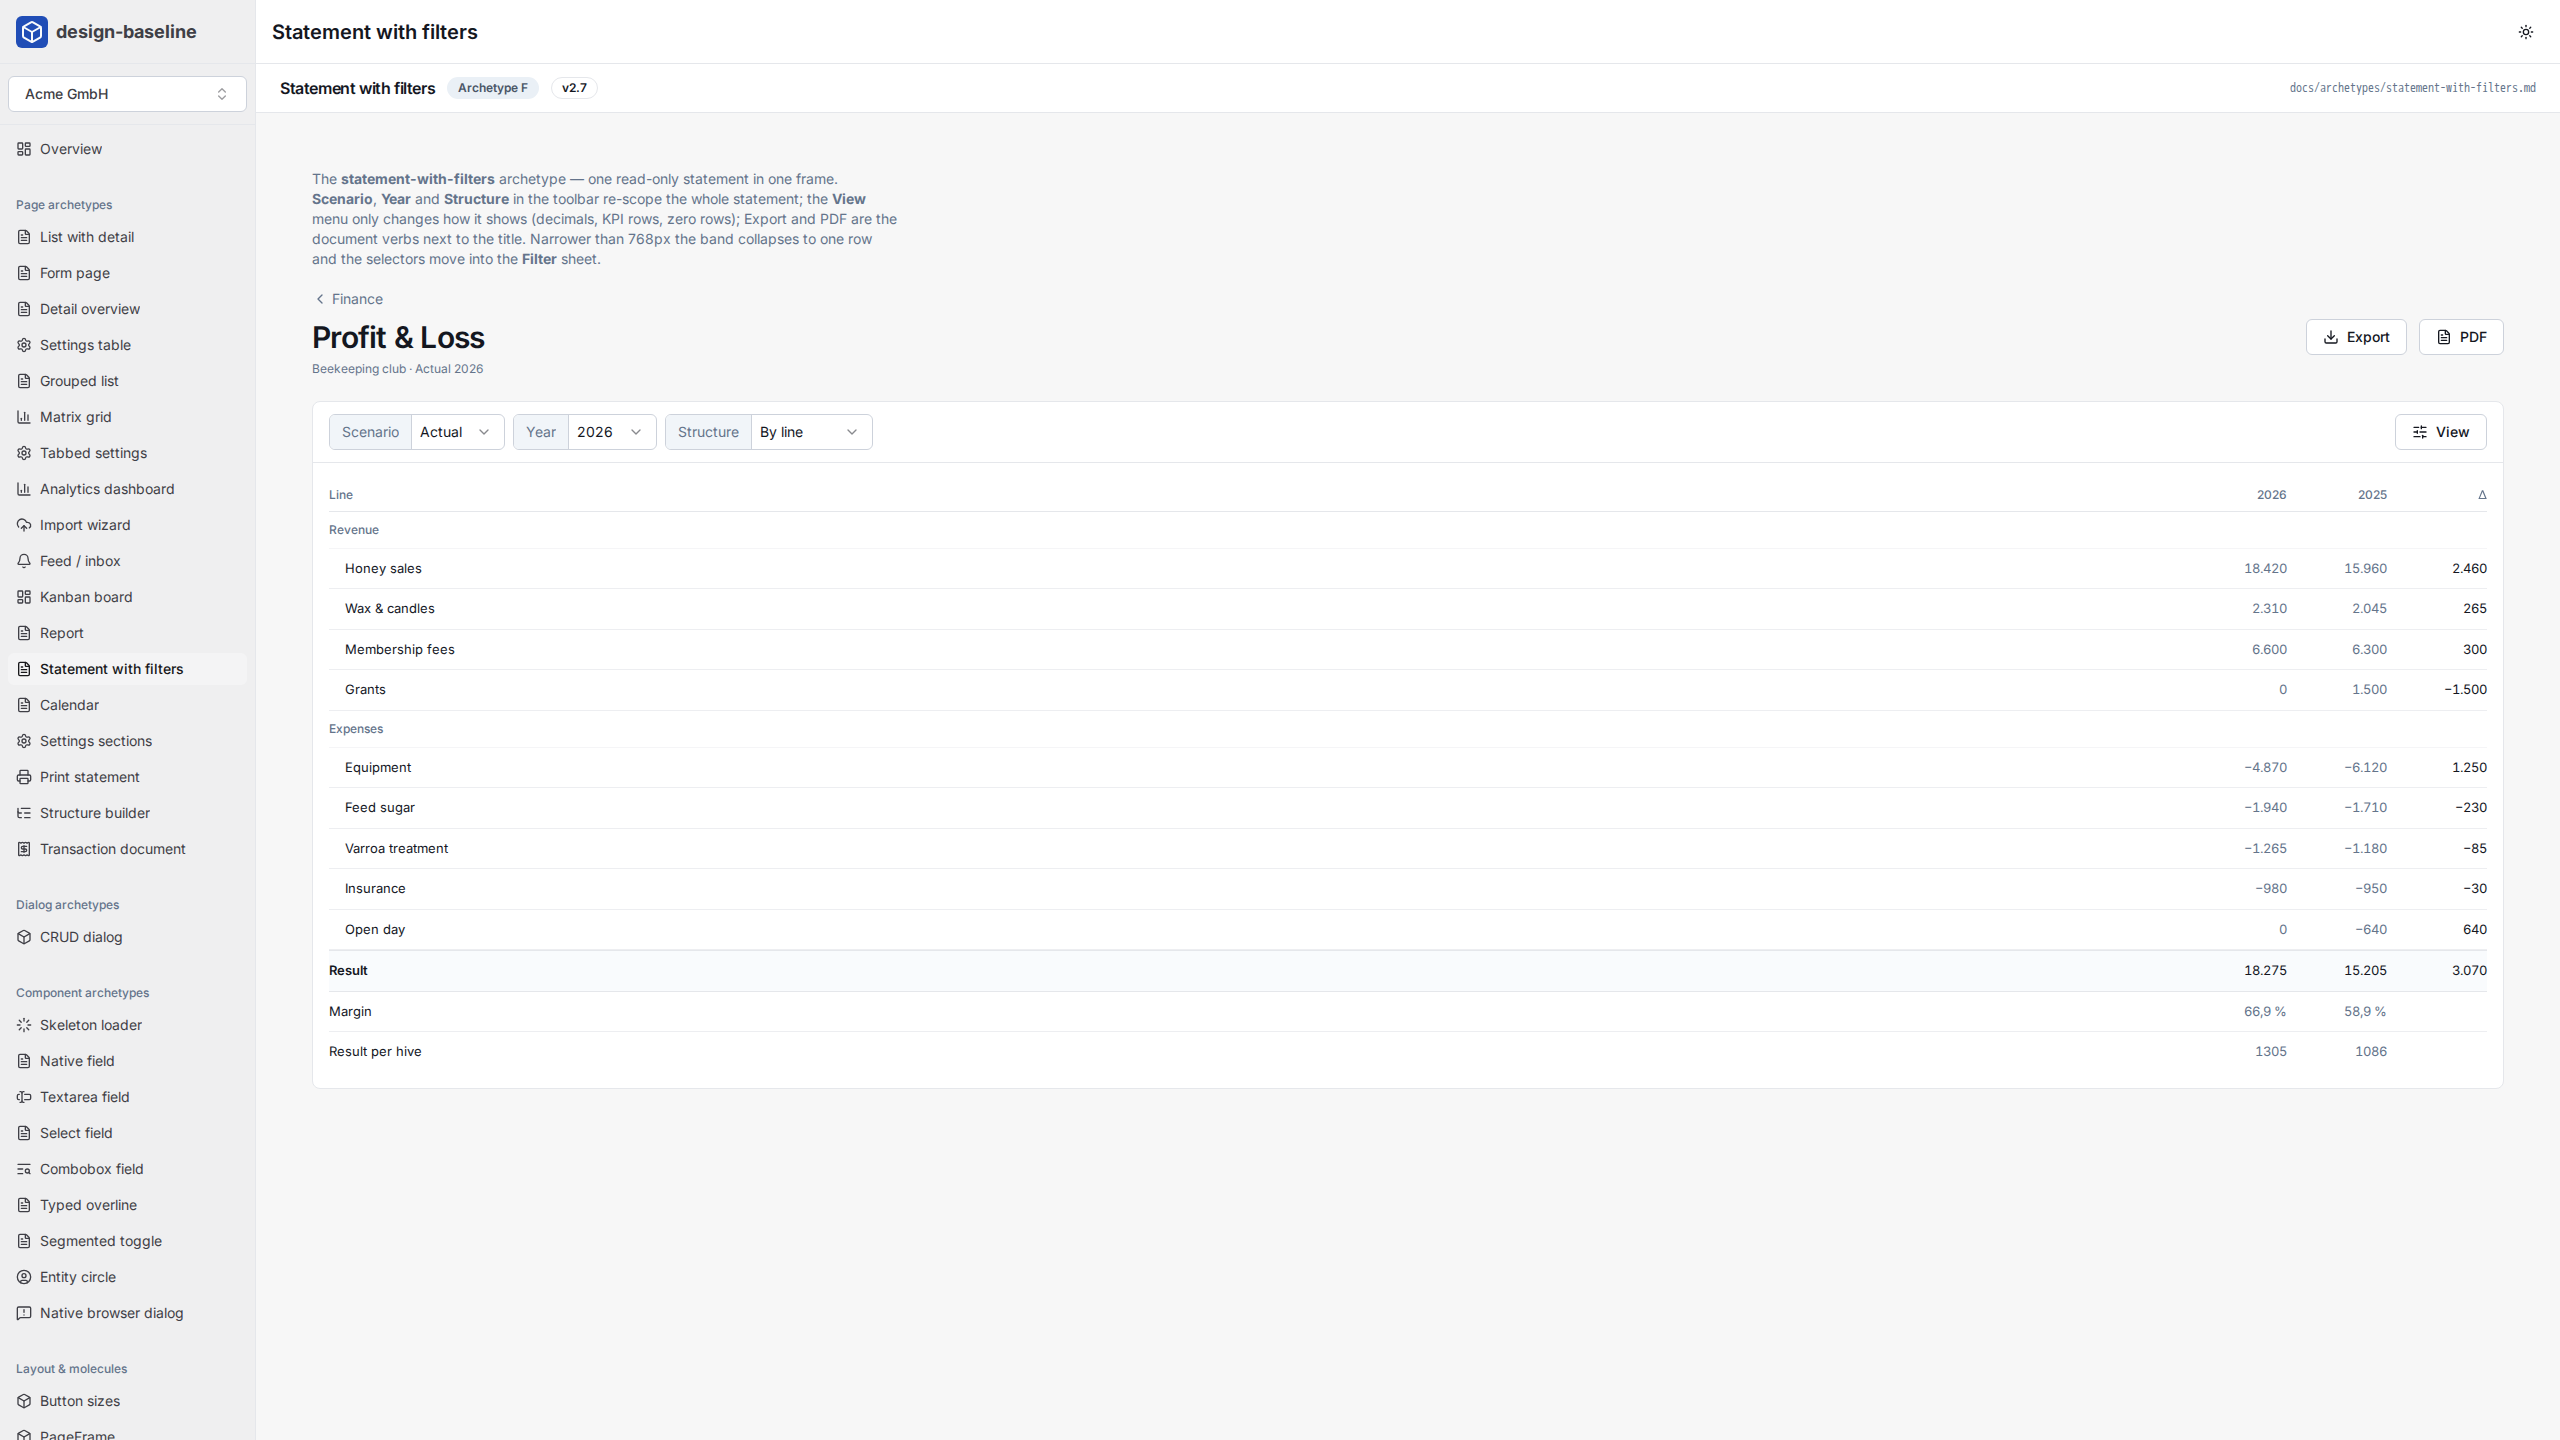 design-baseline
Acme GmbH
Overview
Page archetypes
List with detail
Form page
Detail overview
Settings table
Grouped list
Matrix grid
Tabbed settings
Analytics dashboard
Import wizard
Feed / inbox
Kanban board
Report
Statement with filters
Calendar
Settings sections
Print statement
Structure builder
Transaction document
Dialog archetypes
CRUD dialog
Component archetypes
Skeleton loader
Native field
Textarea field
Select field
Combobox field
Typed overline
Segmented toggle
Entity circle
Native browser dialog
Layout & molecules
Button sizes
PageFrame
Statement with filters
Statement with filters Archetype F v2.7 docs/archetypes/statement-with-filters.md
The statement-with-filters archetype — one read-only statement in one frame.
Scenario, Year and Structure in the toolbar re-scope the whole statement; the View
menu only changes how it shows (decimals, KPI rows, zero rows); Export and PDF are the
document verbs next to the title. Narrower than 768px the band collapses to one row
and the selectors move into the Filter sheet.
Finance
Profit & Loss Export PDF
Beekeeping club · Actual 2026
Scenario Actual Year 2026 Structure By line View
Line 2026 2025 Δ
Revenue
Honey sales 18.420 15.960 2.460
Wax & candles 2.310 2.045 265
Membership fees 6.600 6.300 300
Grants 0 1.500 −1.500
Expenses
Equipment −4.870 −6.120 1.250
Feed sugar −1.940 −1.710 −230
Varroa treatment −1.265 −1.180 −85
Insurance −980 −950 −30
Open day 0 −640 640
Result 18.275 15.205 3.070
Margin 66,9 % 58,9 %
Result per hive 1305 1086